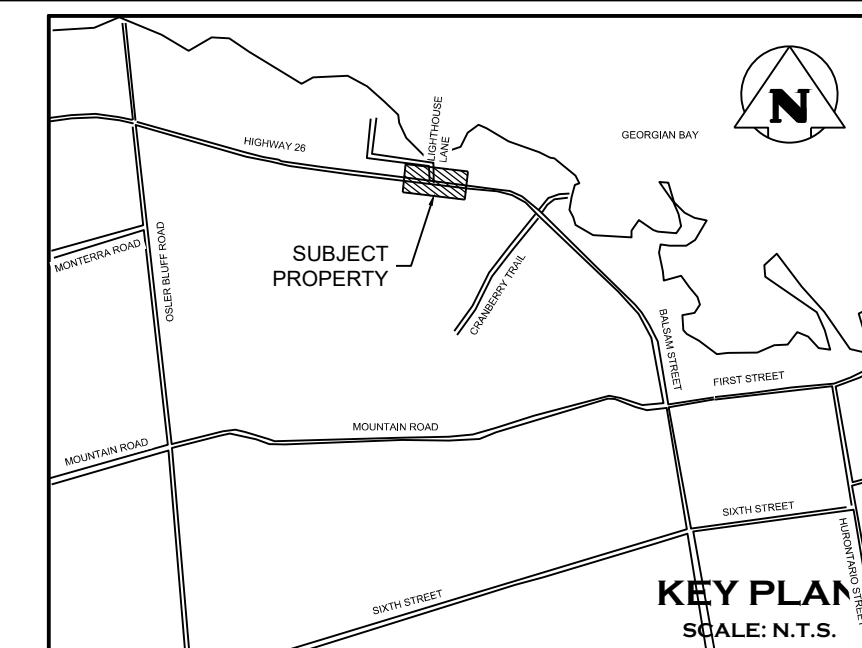 N
GEORGIAN BAY
LIGHTHOUSE
LANE
HIGHWAY 26
MONTERRA ROAD
OSLER BLUFF ROAD
SUBJECT
PROPERTY
CRANBERRY TRAIL
BALSAM STREET
FIRST STREET
MOUNTAIN ROAD
MOUNTAIN ROAD
SIXTH STREET
HURONTARIO STREET
SIXTH STREET
KEY PLAN
SCALE: N.T.S.